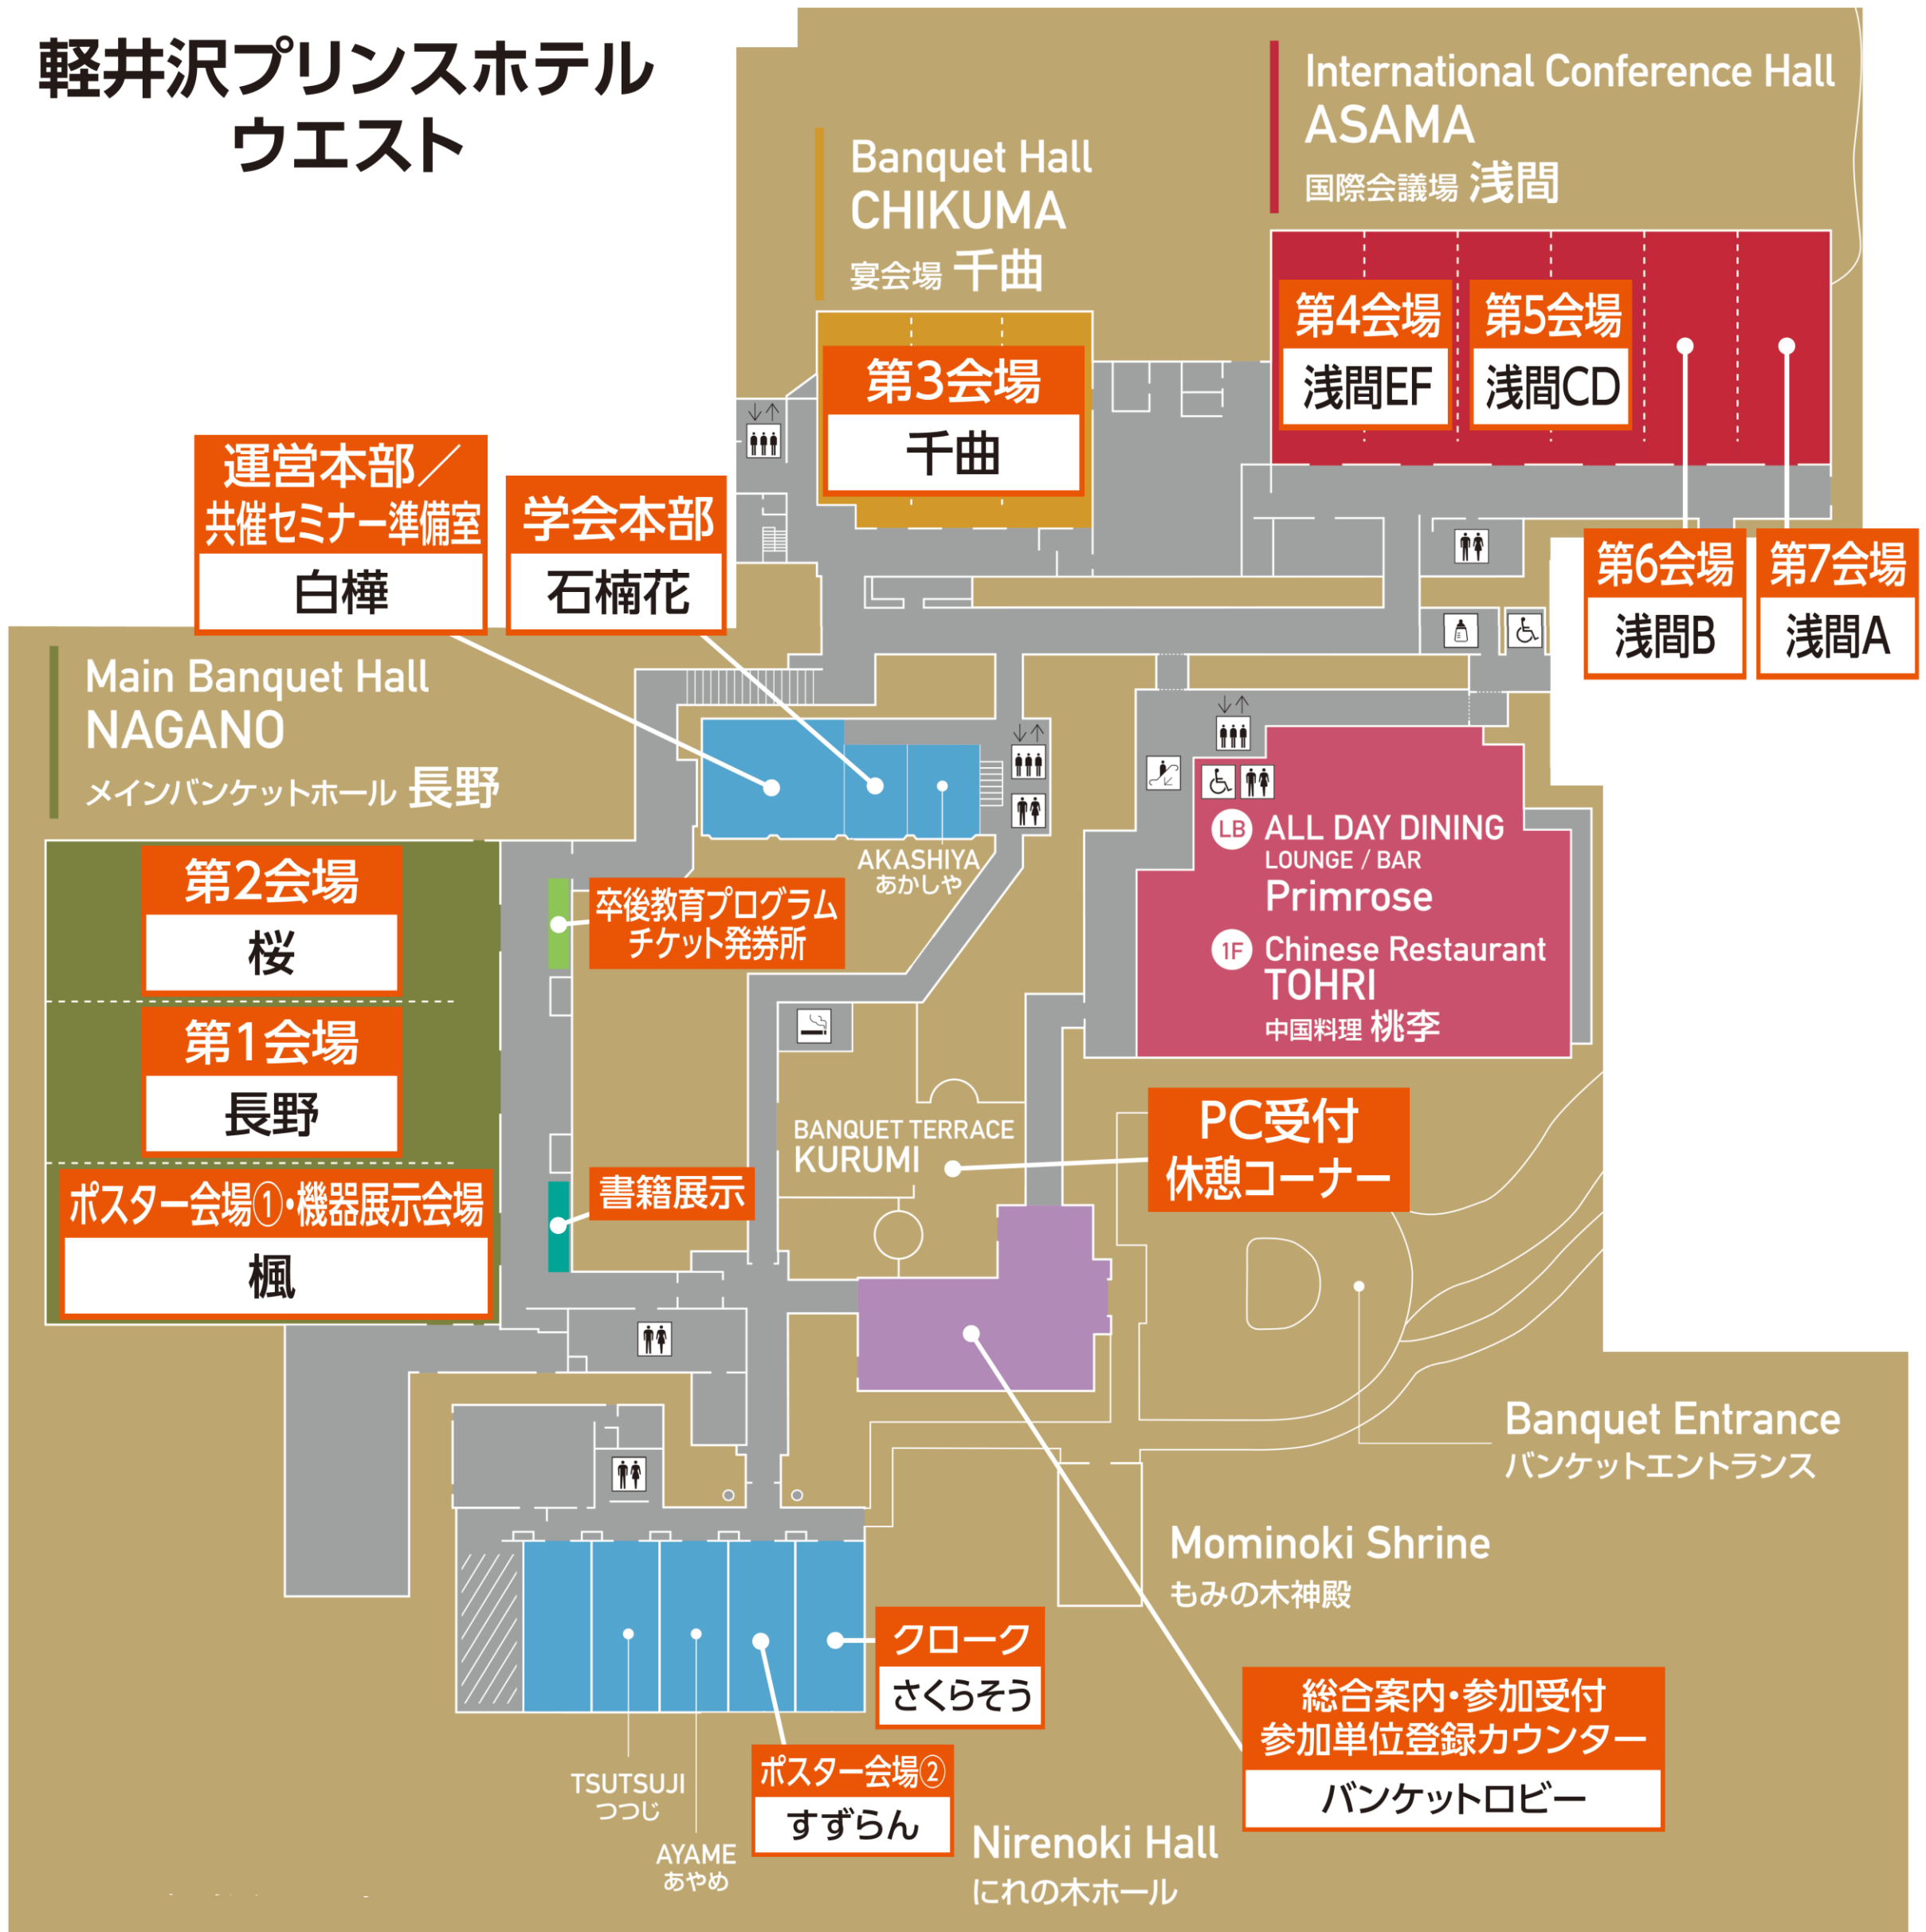 軽井沢プリンスホテル
ウエスト
International Conference Hall
ASAMA
国際会議場 浅間
Banquet Hall
CHIKUMA
宴会場 千曲
第3会場
千曲
第4会場
浅間EF
第5会場
浅間CD
第6会場
浅間B
第7会場
浅間A
運営本部／
共催セミナー準備室
白樺
学会本部
石楠花
Main Banquet Hall
NAGANO
メインバンケットホール 長野
AKASHIYA
あかしや
第2会場
桜
第1会場
長野
ポスター会場①・機器展示会場
楓
卒後教育プログラム
チケット発券所
書籍展示
LB ALL DAY DINING
LOUNGE / BAR
Primrose
1F Chinese Restaurant
TOHRI
中国料理 桃李
BANQUET TERRACE
KURUMI
PC受付
休憩コーナー
Banquet Entrance
バンケットエントランス
Mominoki Shrine
もみの木神殿
クローク
さくらそう
総合案内・参加受付
参加単位登録カウンター
バンケットロビー
ポスター会場②
すずらん
TSUTSUJI
つつじ
AYAME
あやめ
Nirenoki Hall
にれの木ホール